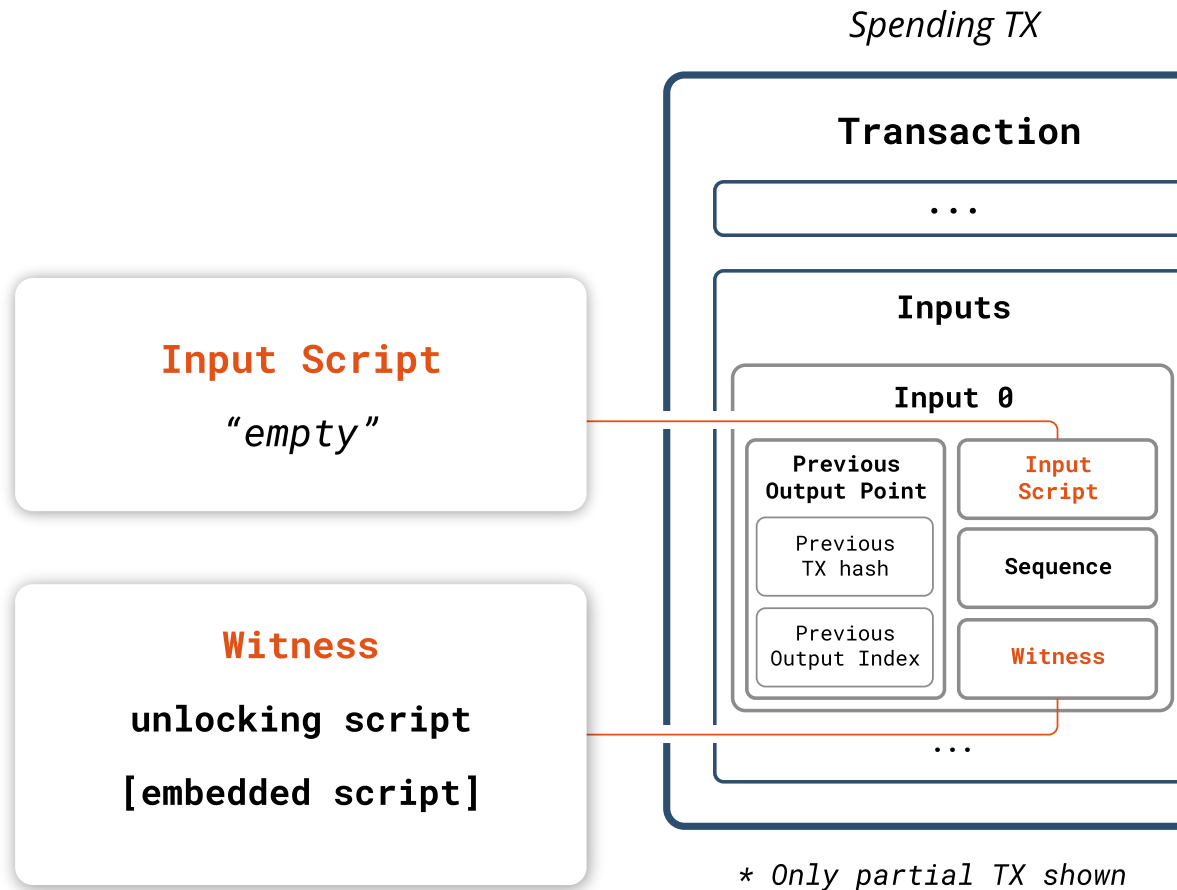 Spending TX
Transaction
...
Inputs
Input 0
Previous
Output Point
Previous
TX hash
Previous
Output Index
Input
Script
Sequence
Witness
...
* Only partial TX shown
Input Script
“empty”
Witness
unlocking script
[embedded script]